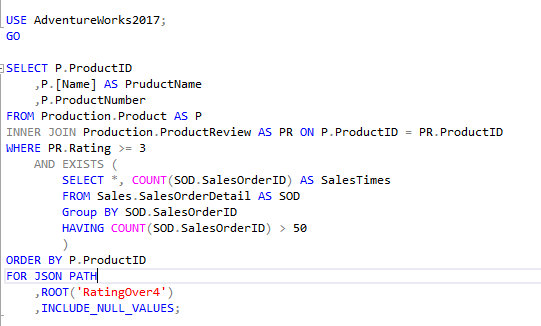 USE AdventureWorks2017;
GO
SELECT P.ProductID
,P.[Name] AS PruductName
,P.ProductNumber
FROM Production.Product AS P
INNER JOIN Production.ProductReview AS PR ON P.ProductID = PR.ProductID
WHERE PR.Rating >= 3
AND EXISTS (
SELECT *, COUNT(SOD.SalesOrderID) AS SalesTimes
FROM Sales.SalesOrderDetail AS SOD
Group BY SOD.SalesOrderID
HAVING COUNT(SOD.SalesOrderID) > 50
)
ORDER BY P.ProductID
FOR JSON PATH
,ROOT('RatingOver4')
,INCLUDE_NULL_VALUES;